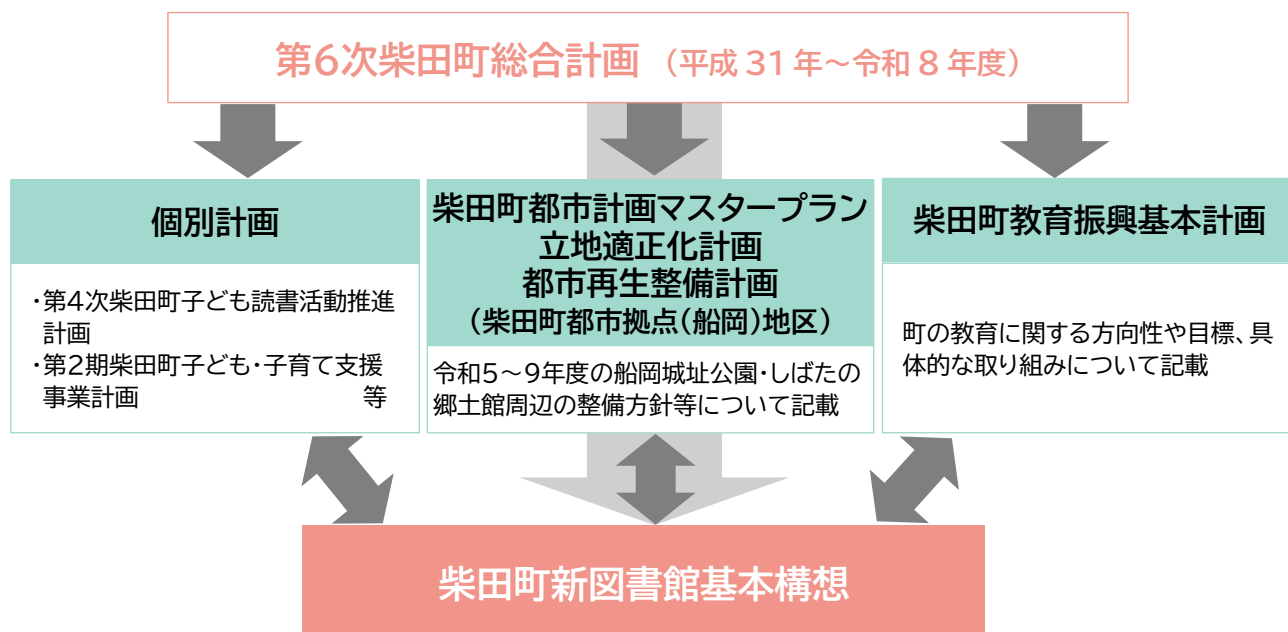 第6次柴田町総合計画 （平成 31 年～令和 8 年度）
個別計画
・第4次柴田町子ども読書活動推進
計画
・第2期柴田町子ども・子育て支援
事業計画 等
柴田町都市計画マスタープラン
立地適正化計画
都市再生整備計画
（柴田町都市拠点（船岡）地区）
令和5～9年度の船岡城址公園・しばたの
郷土館周辺の整備方針等について記載
柴田町教育振興基本計画
町の教育に関する方向性や目標、具
体的な取り組みについて記載
柴田町新図書館基本構想